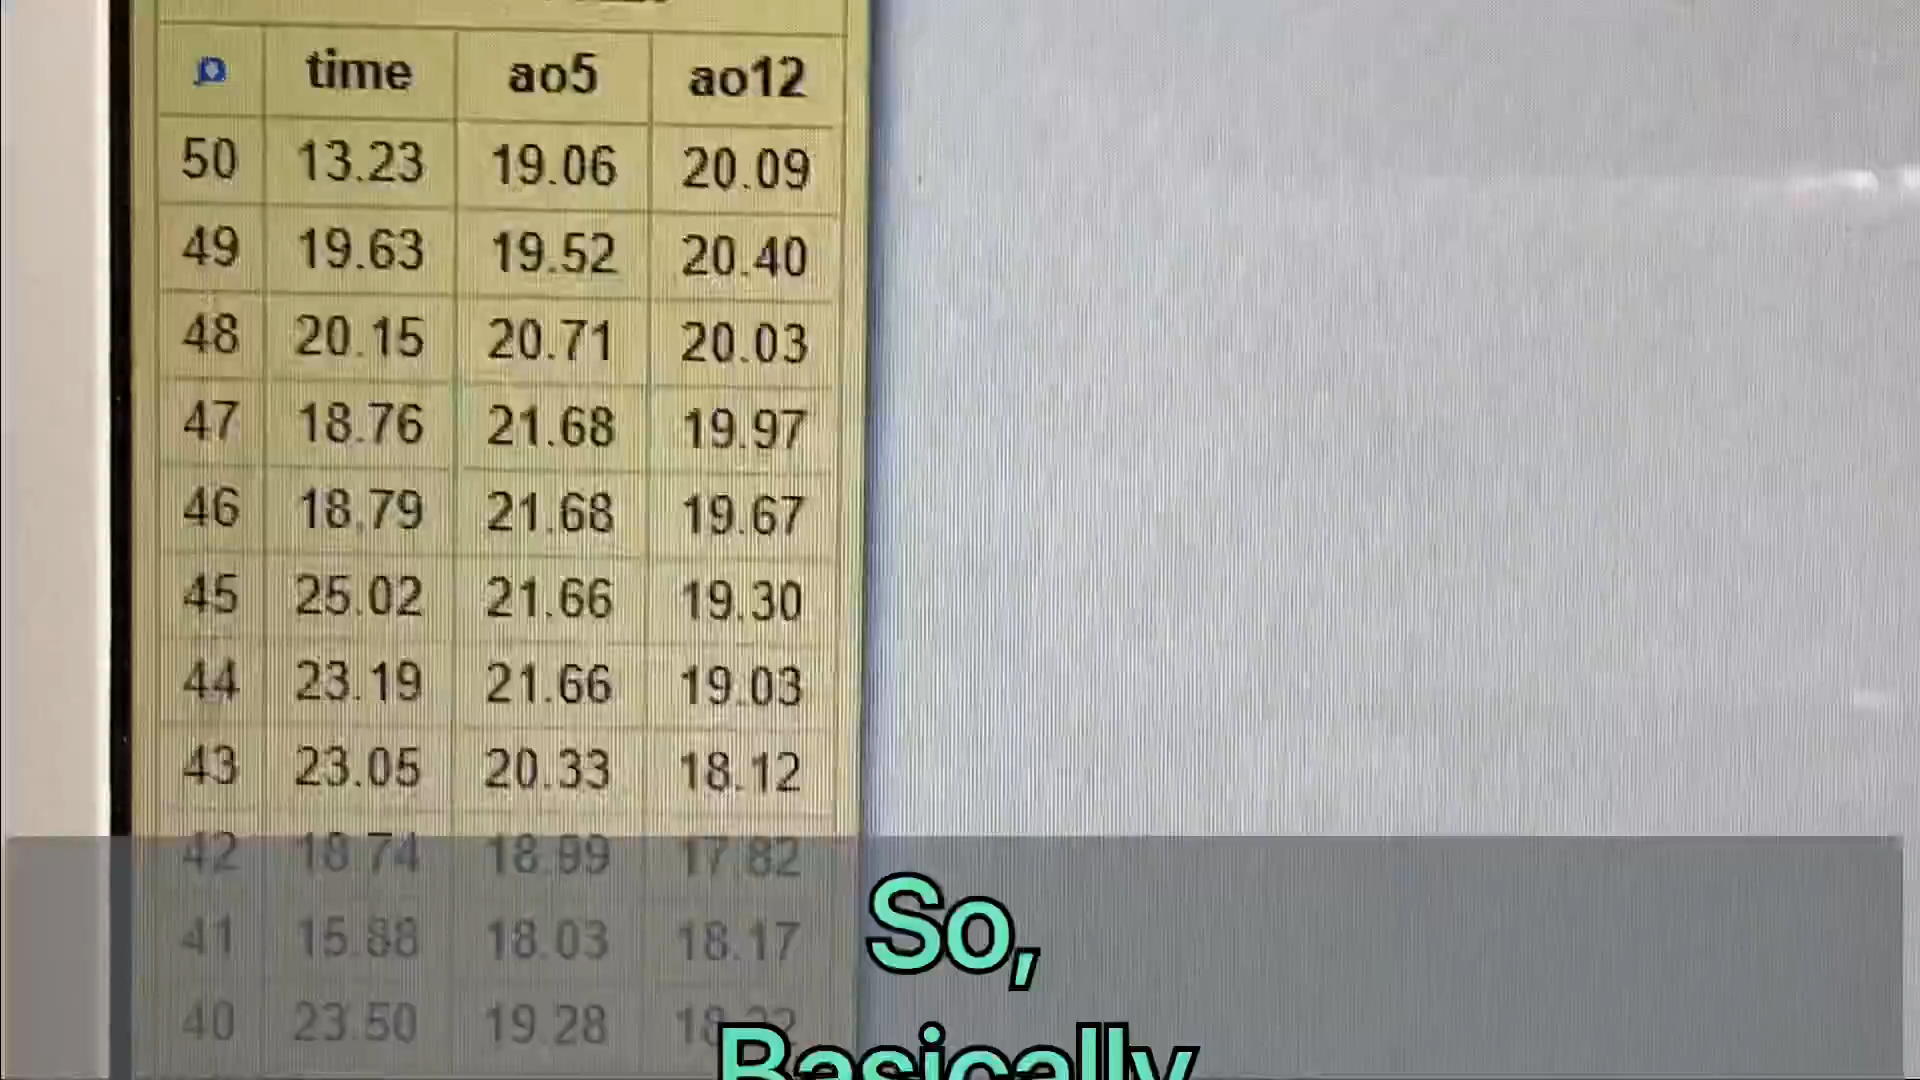 time ao5 ao12
50 13.23 19.06 20.09
49 19.63 19.52 20.40
48 20.15 20.71 20.03
47 18.76 21.68 19.97
46 18.79 21.68 19.67
45 25.02 21.66 19.30
44 23.19 21.66 19.03
43 23.05 20.33 18.12
42 18.74 18.99 17.82
41 15.88 18.03 18.17
40 23.50 19.28
So,
Basically